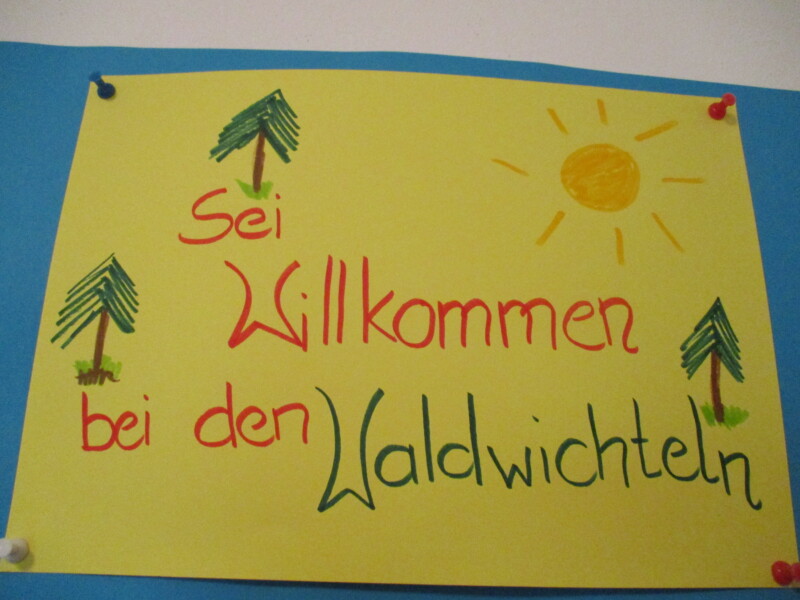 Sei
Willkommen
bei den Waldwichteln